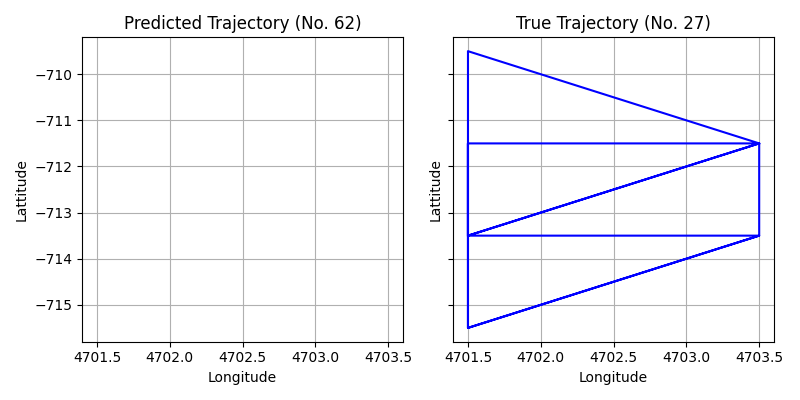 Predicted Trajectory (No. 62)
True Trajectory (No. 27)
−710
−711
−712
−713
−714
−715
Lattitude
Lattitude
4701.5 4702.0 4702.5 4703.0 4703.5
4701.5 4702.0 4702.5 4703.0 4703.5
Longitude
Longitude